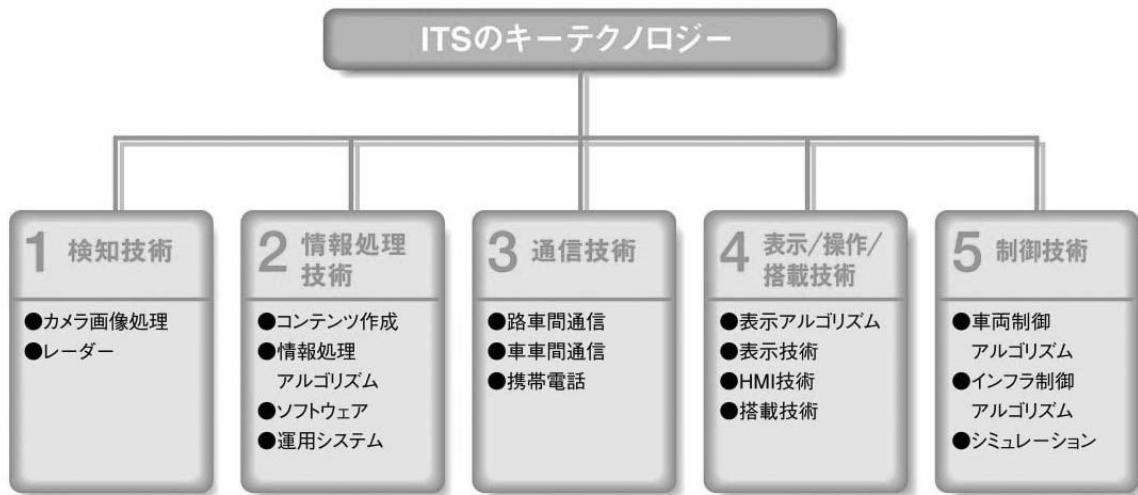 ITSのキーテクノロジー
1 検知技術
●カメラ画像処理
●レーダー
2 情報処理
技術
●コンテンツ作成
●情報処理
アルゴリズム
●ソフトウェア
●運用システム
3 通信技術
●路車間通信
●車車間通信
●携帯電話
4 表示/操作/
搭載技術
●表示アルゴリズム
●表示技術
●HMI技術
●搭載技術
5 制御技術
●車両制御
アルゴリズム
●インフラ制御
アルゴリズム
●シミュレーション